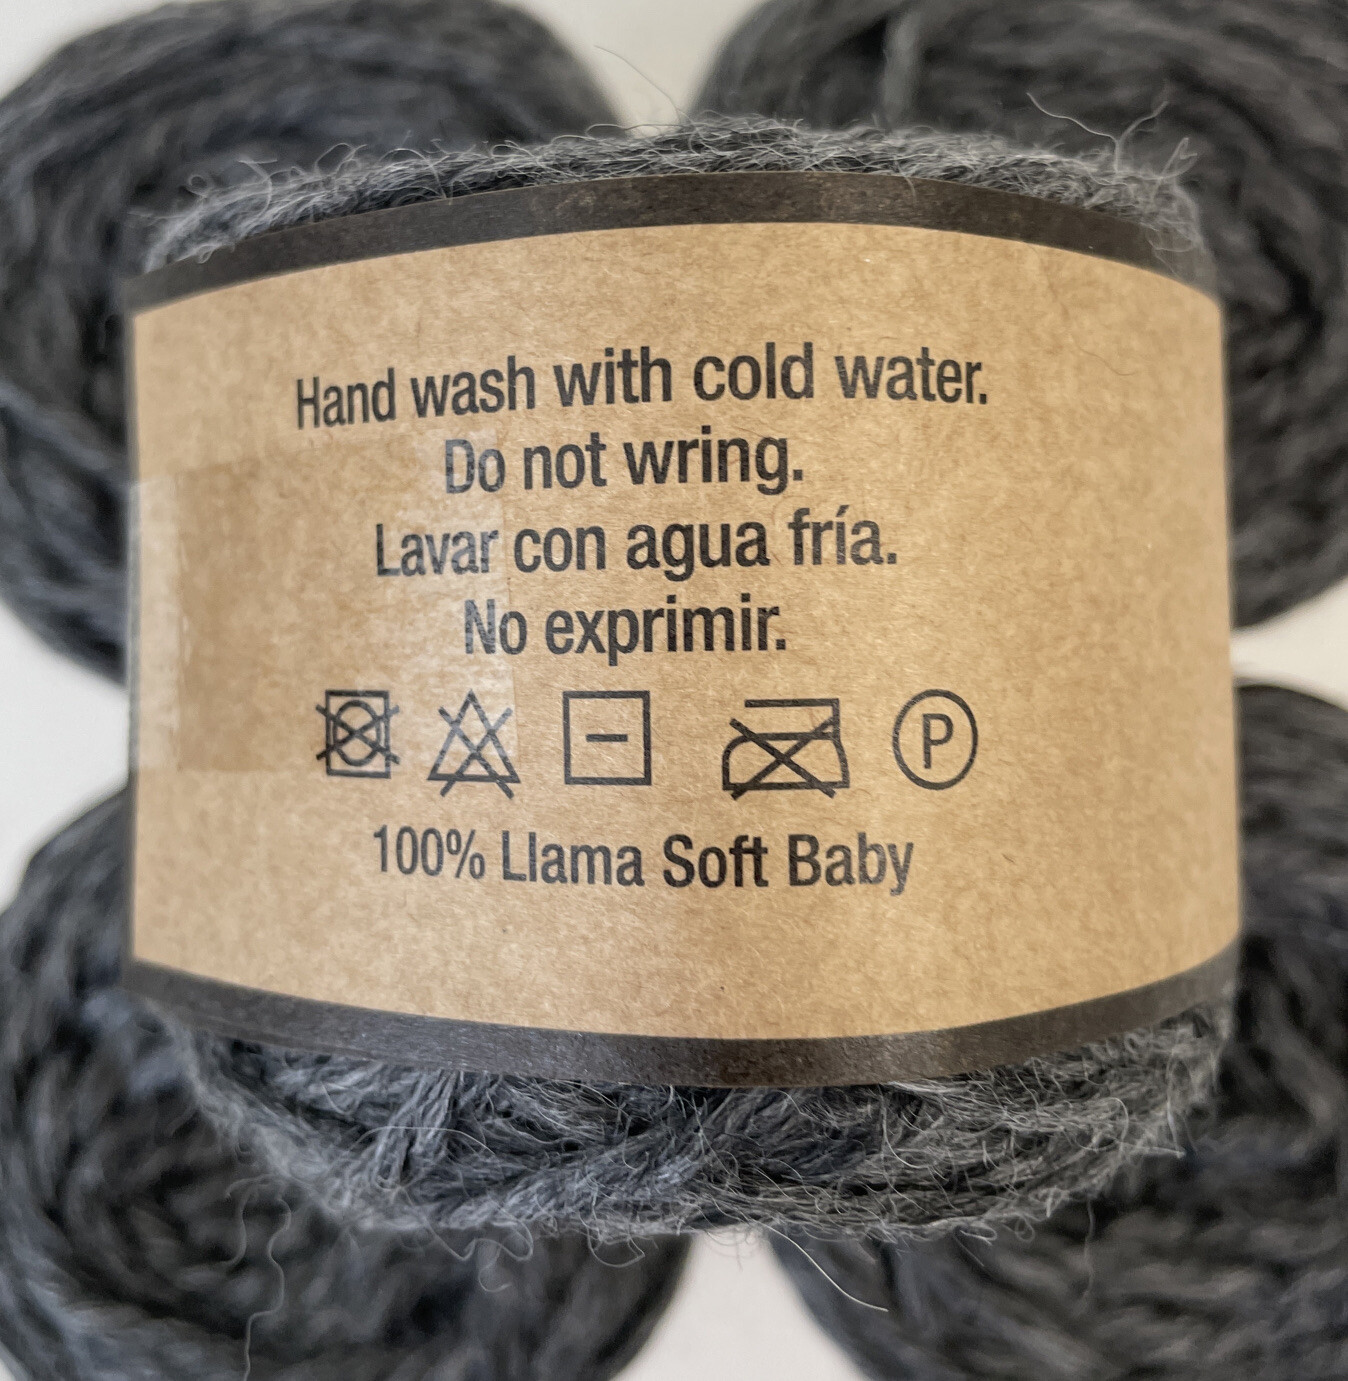 Hand wash with cold water.
Do not wring.
Lavar con agua fría.
No exprimir.
P
100% Llama Soft Baby